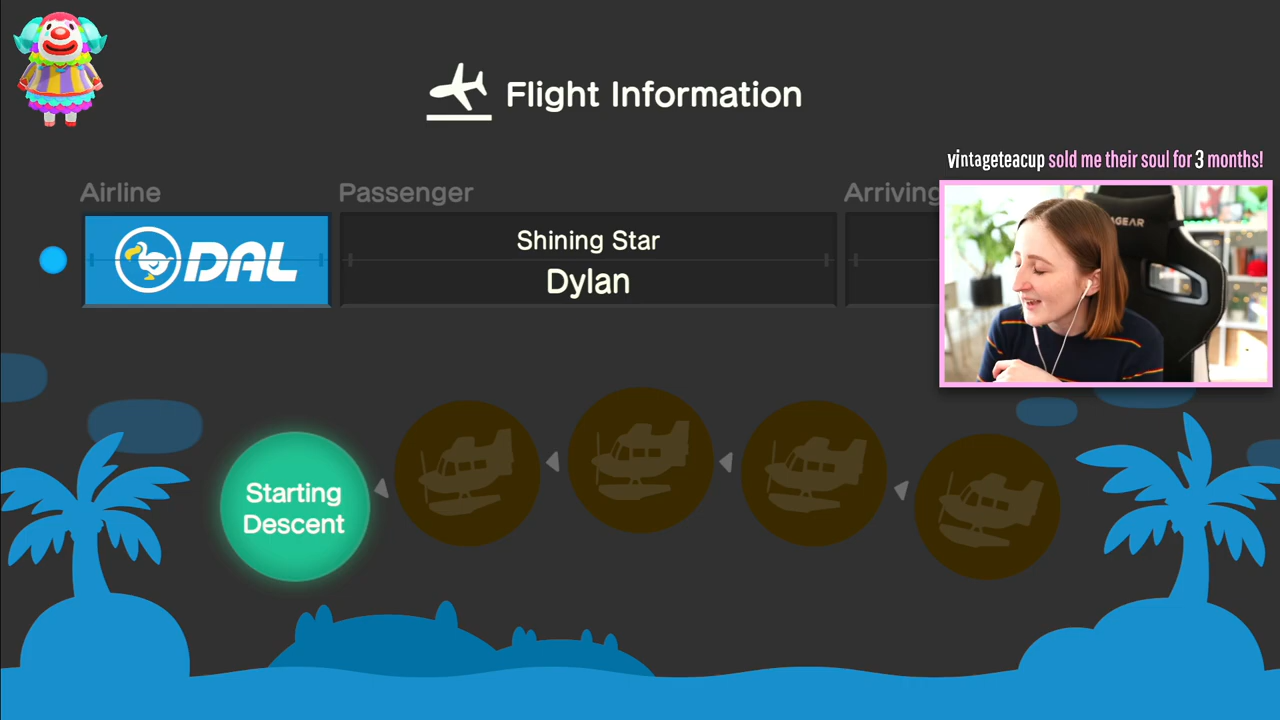 Flight Information
vintageteacup sold me their soul for 3 months!
Airline
Passenger
Arriving
DAL
Shining Star
Dylan
Starting
Descent